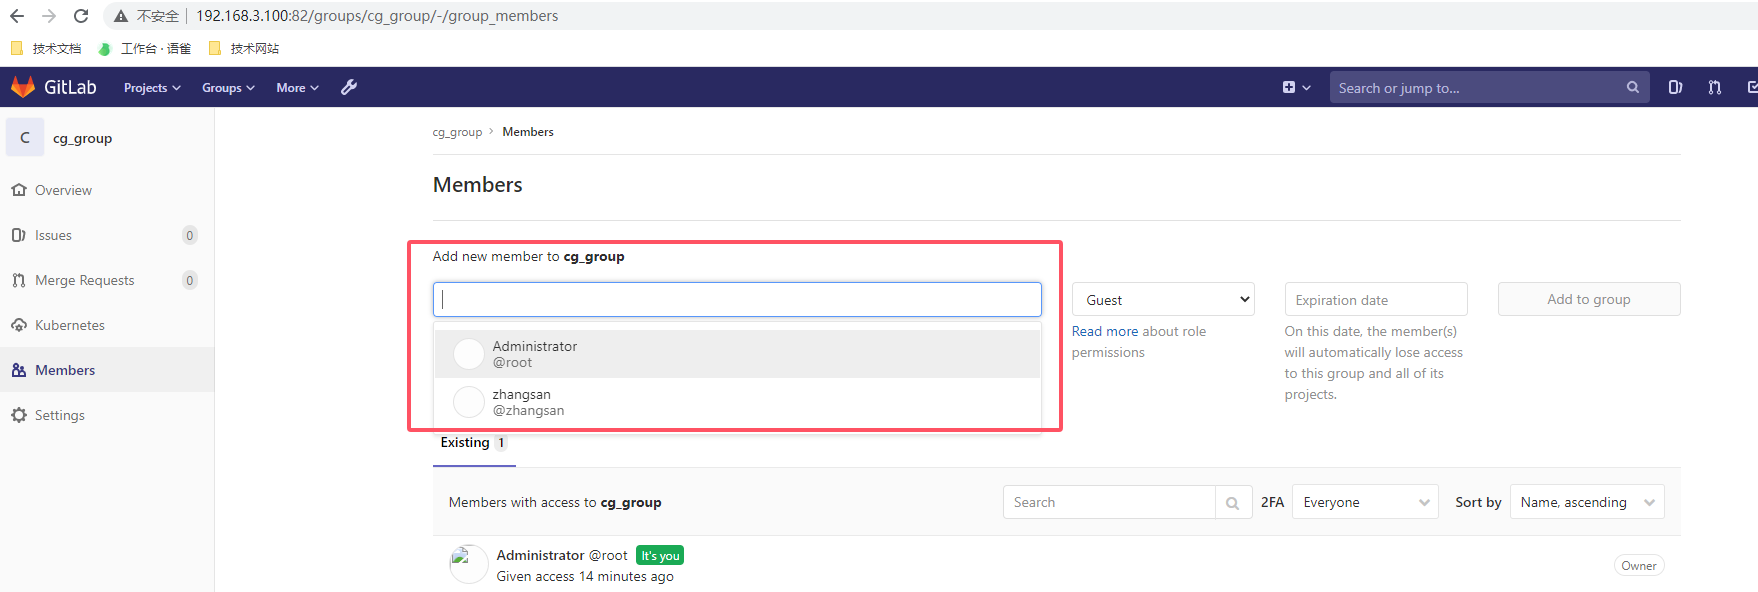 不安全 192.168.3.100:82/groups/cg_group/-/group_members
技术文档 工作台 · 语雀 技术网站
GitLab Projects Groups More Search or jump to...
C cg_group
Overview
Issues 0
Merge Requests 0
Kubernetes
Members
Settings
cg_group › Members
Members
Add new member to cg_group
Administrator
@root
zhangsan
@zhangsan
Guest
Read more about role
permissions
Expiration date
On this date, the member(s)
will automatically lose access
to this group and all of its
projects.
Add to group
Existing 1
Members with access to cg_group Search 2FA Everyone Sort by Name, ascending
Administrator @root It's you
Given access 14 minutes ago
Owner